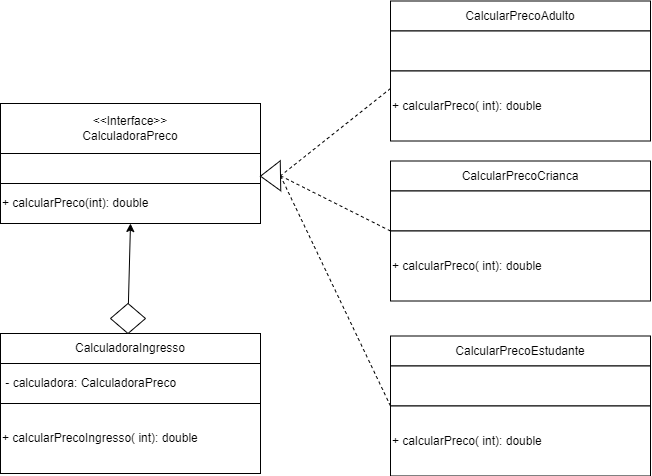 <<Interface>>
CalculadoraPreco
+ calcularPreco(int): double
CalculadoraIngresso
- calculadora: CalculadoraPreco
+ calcularPrecoIngresso( int): double
CalcularPrecoAdulto
+ calcularPreco( int): double
CalcularPrecoCrianca
+ calcularPreco( int): double
CalcularPrecoEstudante
+ calcularPreco( int): double